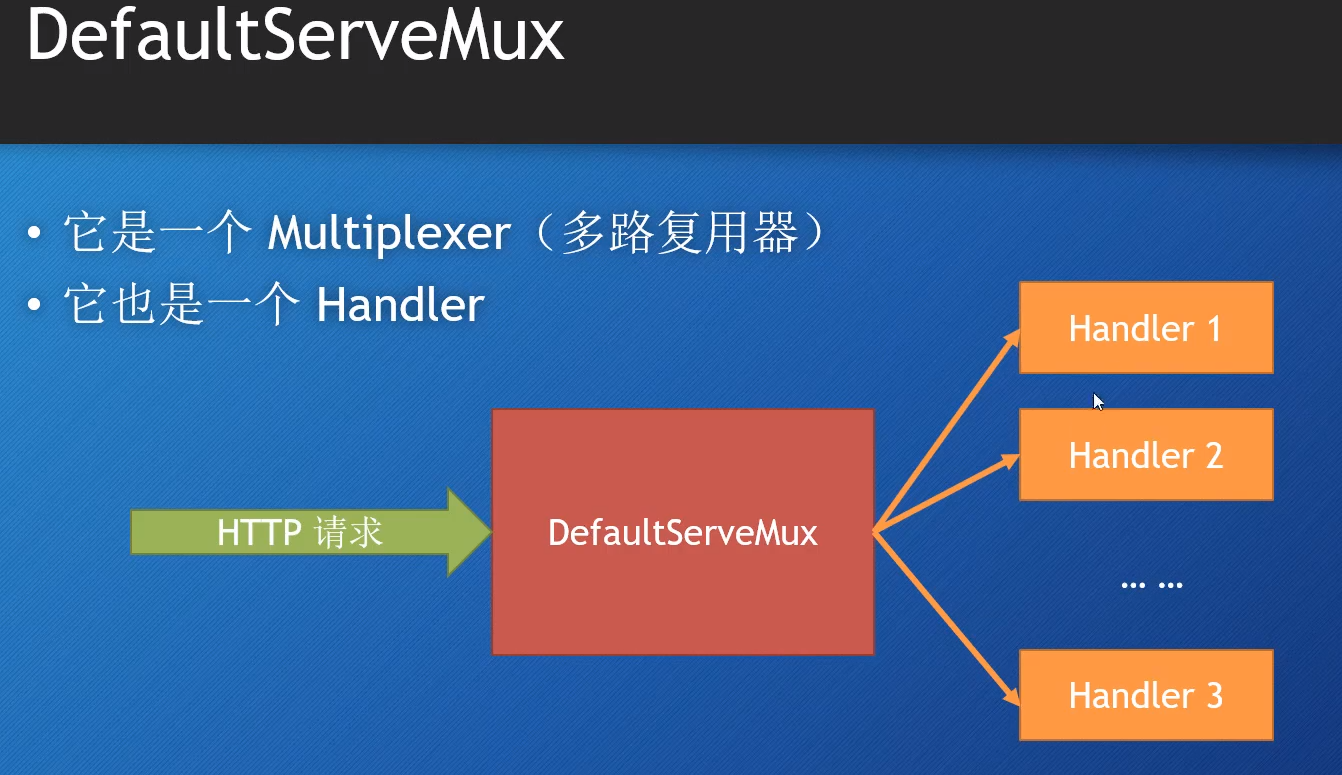 DefaultServeMux
• 它是一个 Multiplexer（多路复用器）
• 它也是一个 Handler
Handler 1
Handler 2
HTTP 请求
DefaultServeMux
... ...
Handler 3